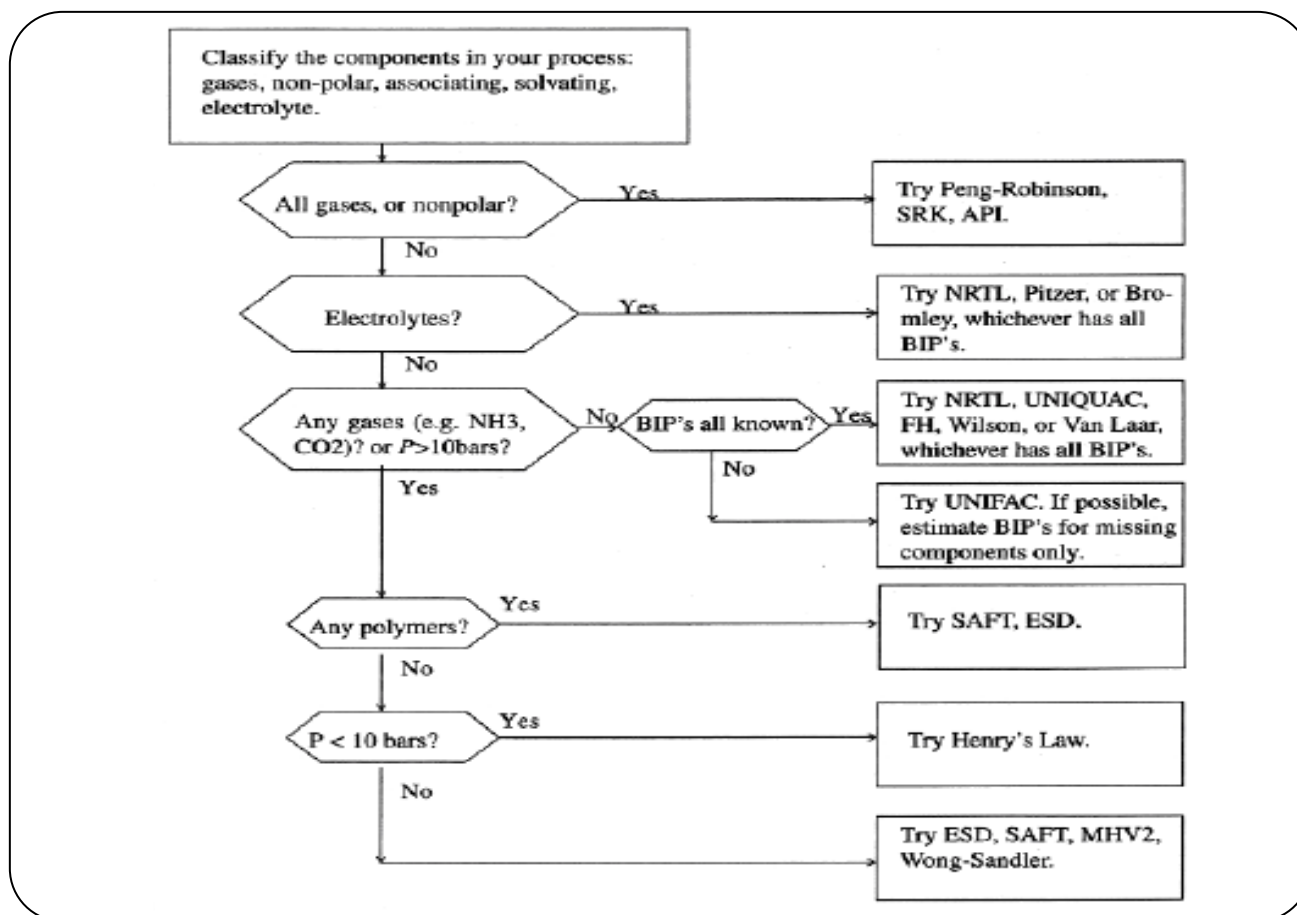 Classify the components in your process:
gases, non-polar, associating, solvating,
electrolyte.
All gases, or nonpolar?
Yes
Try Peng-Robinson,
SRK, API.
No
Electrolytes?
Yes
Try NRTL, Pitzer, or Bro-
mley, whichever has all
BIP's.
No
Any gases (e.g. NH3,
CO2)? or P>10bars?
No
BIP's all known?
Yes
Try NRTL, UNIQUAC,
FH, Wilson, or Van Laar,
whichever has all BIP's.
No
Try UNIFAC. If possible,
estimate BIP's for missing
components only.
Yes
Any polymers?
Yes
Try SAFT, ESD.
No
P < 10 bars?
Yes
Try Henry's Law.
No
Try ESD, SAFT, MHV2,
Wong-Sandler.